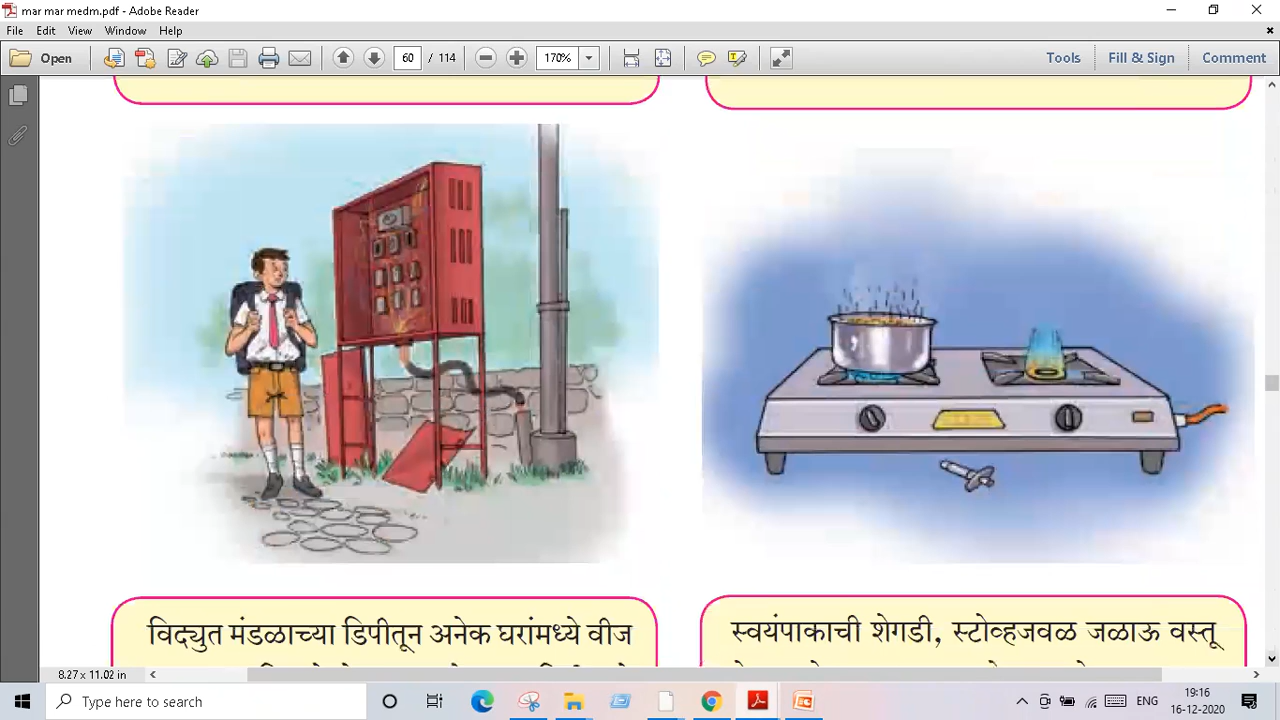 mar mar medm.pdf - Adobe Reader
File Edit View Window Help
Open 60 / 114 170% Tools Fill & Sign Comment
विद्युत मंडळाच्या डिपीतून अनेक घरांमध्ये वीज
स्वयंपाकाची शेगडी, स्टोव्हजवळ जळाऊ वस्तू
8.27 x 11.02 in
Type here to search
ENG
19:16
16-12-2020